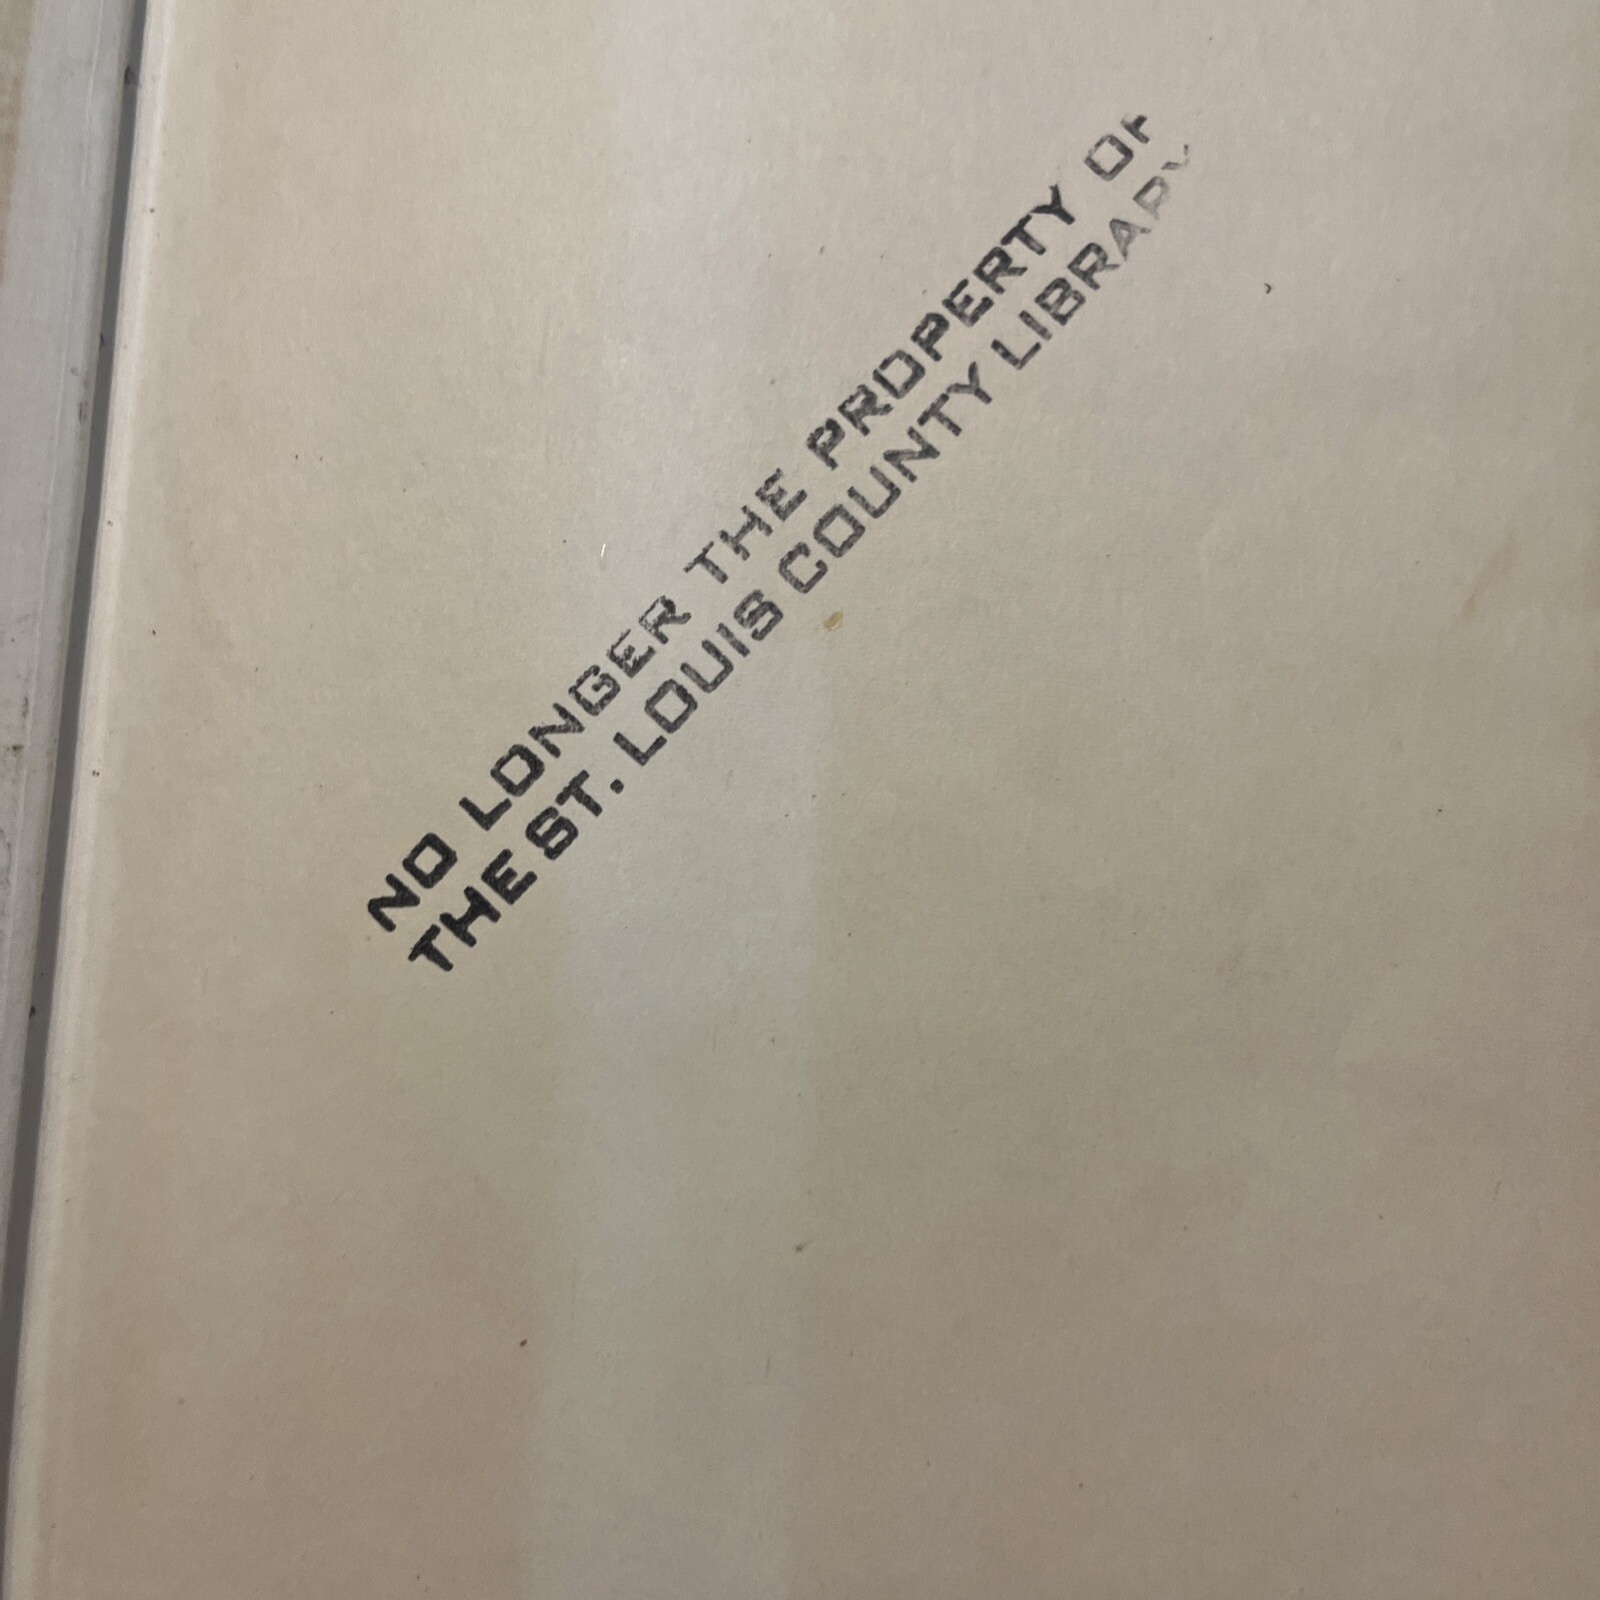 NO LONGER THE PROPERTY OF
THE ST. LOUIS COUNTY LIBRARY